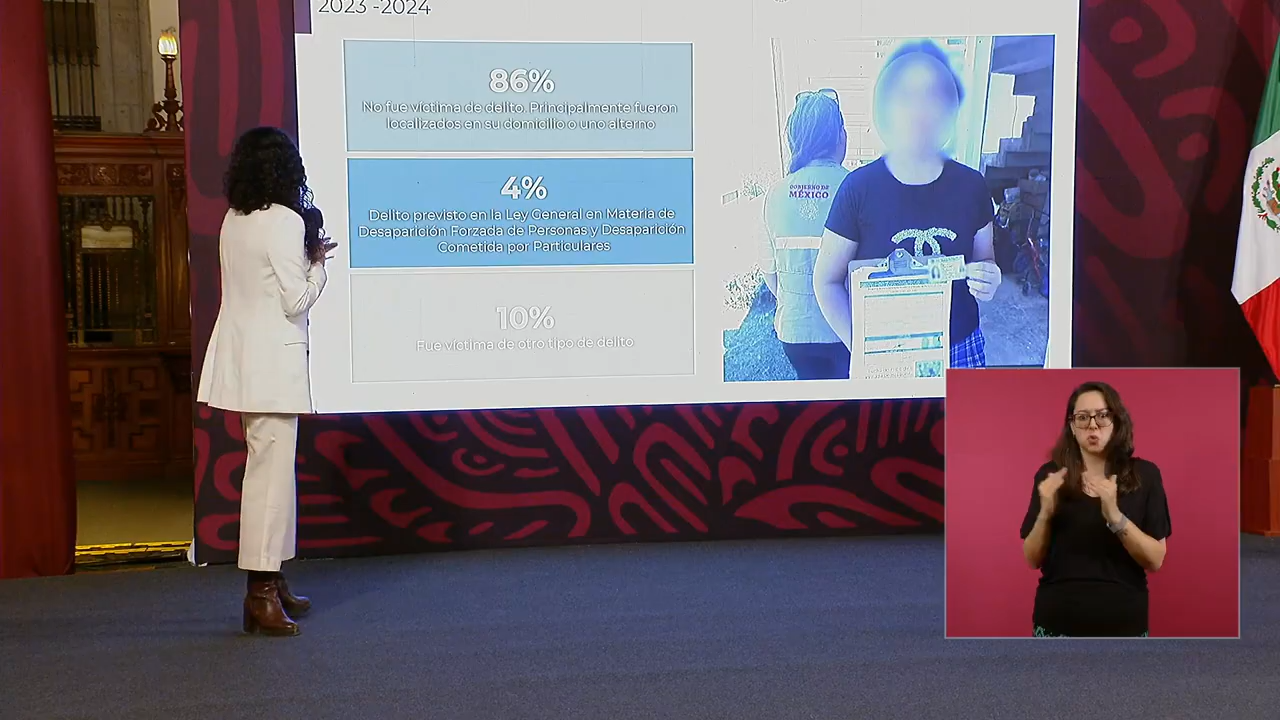 2023 -2024
86%
No fue víctima de delito. Principalmente fueron
localizados en su domicilio o uno alterno
4%
Delito previsto en la Ley General en Materia de
Desaparición Forzada de Personas y Desaparición
Cometida por Particulares
10%
Fue víctima de otro tipo de delito
GOBIERNO DE
MÉXICO